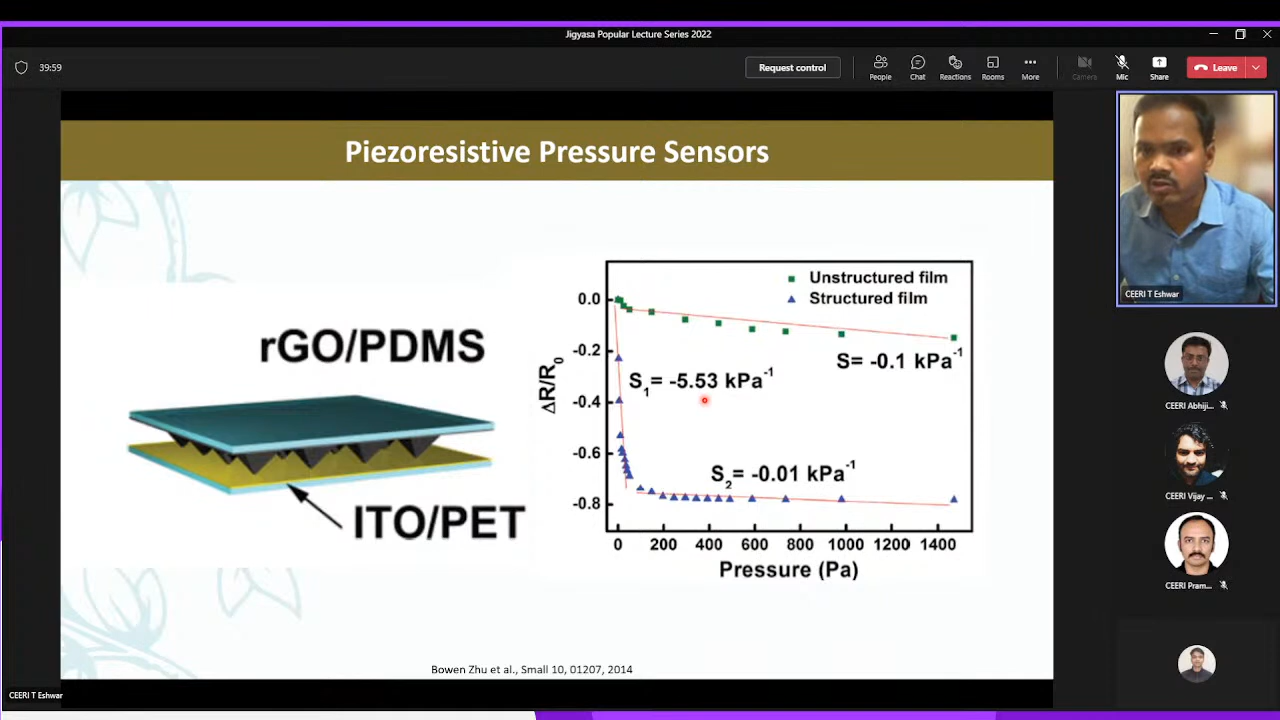 Jigyasa Popular Lecture Series 2022
39:59
Request control
People
Chat
Reactions
Rooms
More
Camera
Mic
Share
Leave
Piezoresistive Pressure Sensors
rGO/PDMS
ITO/PET
Unstructured film
Structured film
0.0
-0.2
-0.4
-0.6
-0.8
ΔR/R0
S= -0.1 kPa-1
S1= -5.53 kPa-1
S2= -0.01 kPa-1
0 200 400 600 800 1000 1200 1400
Pressure (Pa)
Bowen Zhu et al., Small 10, 01207, 2014
CEERI T Eshwar
CEERI T Eshwar
CEERI Abhiji...
CEERI Vijay ...
CEERI Pram...